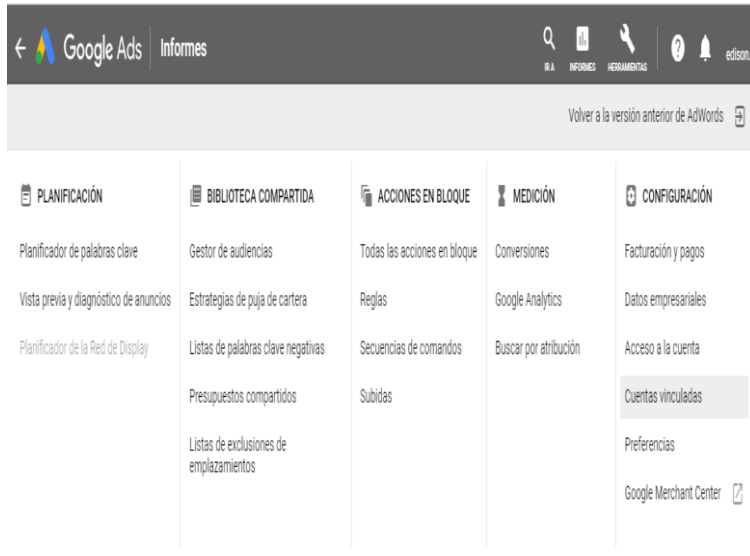 Google Ads Informes
IR A
INFORMES
HERRAMIENTAS
edison.
Volver a la versión anterior de AdWords
PLANIFICACIÓN
Planificador de palabras clave
Vista previa y diagnóstico de anuncios
Planificador de la Red de Display
BIBLIOTECA COMPARTIDA
Gestor de audiencias
Estrategias de puja de cartera
Listas de palabras clave negativas
Presupuestos compartidos
Listas de exclusiones de
emplazamientos
ACCIONES EN BLOQUE
Todas las acciones en bloque
Reglas
Secuencias de comandos
Subidas
MEDICIÓN
Conversiones
Google Analytics
Buscar por atribución
CONFIGURACIÓN
Facturación y pagos
Datos empresariales
Acceso a la cuenta
Cuentas vinculadas
Preferencias
Google Merchant Center